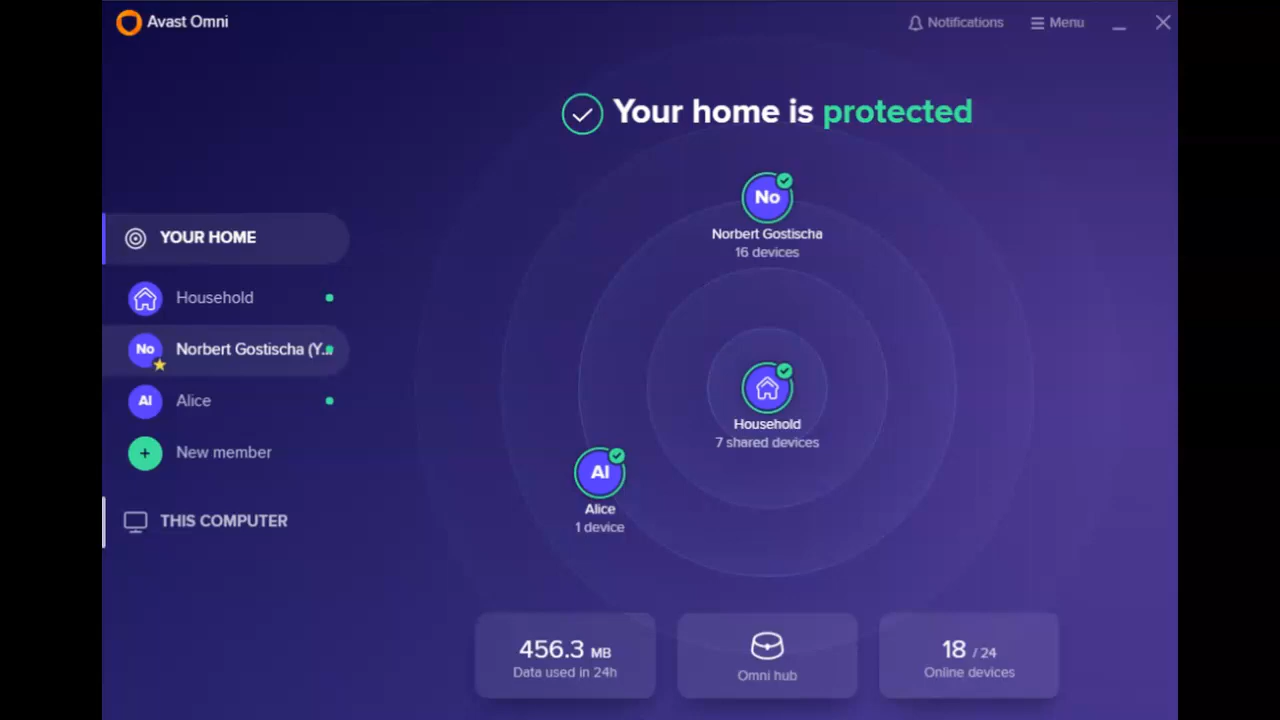 Avast Omni
Notifications
Menu
Your home is protected
YOUR HOME
Household
No
Norbert Gostischa (Y...
Al
Alice
+
New member
THIS COMPUTER
No
Norbert Gostischa
16 devices
Household
7 shared devices
Al
Alice
1 device
456.3 MB
Data used in 24h
Omni hub
18 / 24
Online devices